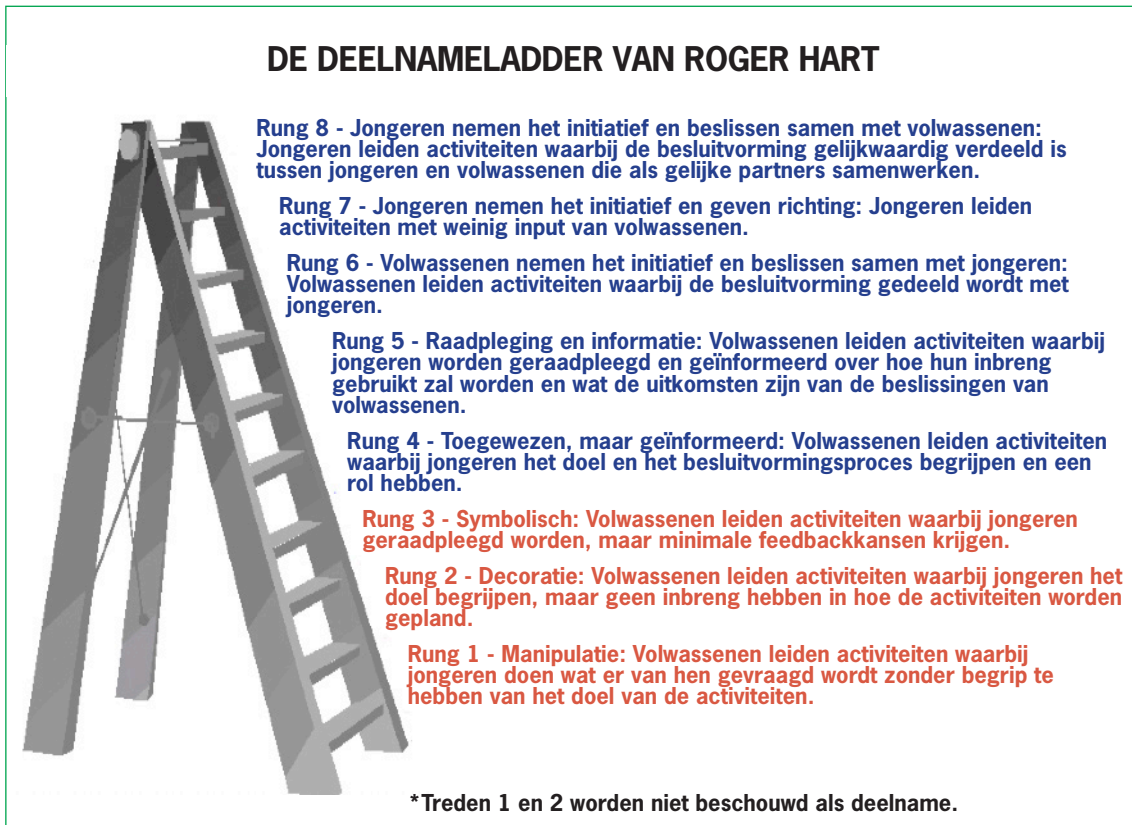 DE DEELNAMELADDER VAN ROGER HART
Rung 8 - Jongeren nemen het initiatief en beslissen samen met volwassenen:
Jongeren leiden activiteiten waarbij de besluitvorming gelijkwaardig verdeeld is
tussen jongeren en volwassenen die als gelijke partners samenwerken.
Rung 7 - Jongeren nemen het initiatief en geven richting: Jongeren leiden
activiteiten met weinig input van volwassenen.
Rung 6 - Volwassenen nemen het initiatief en beslissen samen met jongeren:
Volwassenen leiden activiteiten waarbij de besluitvorming gedeeld wordt met
jongeren.
Rung 5 - Raadpleging en informatie: Volwassenen leiden activiteiten waarbij
jongeren worden geraadpleegd en geïnformeerd over hoe hun inbreng
gebruikt zal worden en wat de uitkomsten zijn van de beslissingen van
volwassenen.
Rung 4 - Toegewezen, maar geïnformeerd: Volwassenen leiden activiteiten
waarbij jongeren het doel en het besluitvormingsproces begrijpen en een
rol hebben.
Rung 3 - Symbolisch: Volwassenen leiden activiteiten waarbij jongeren
geraadpleegd worden, maar minimale feedbackkansen krijgen.
Rung 2 - Decoratie: Volwassenen leiden activiteiten waarbij jongeren het
doel begrijpen, maar geen inbreng hebben in hoe de activiteiten worden
gepland.
Rung 1 - Manipulatie: Volwassenen leiden activiteiten waarbij
jongeren doen wat er van hen gevraagd wordt zonder begrip te
hebben van het doel van de activiteiten.
*Treden 1 en 2 worden niet beschouwd als deelname.